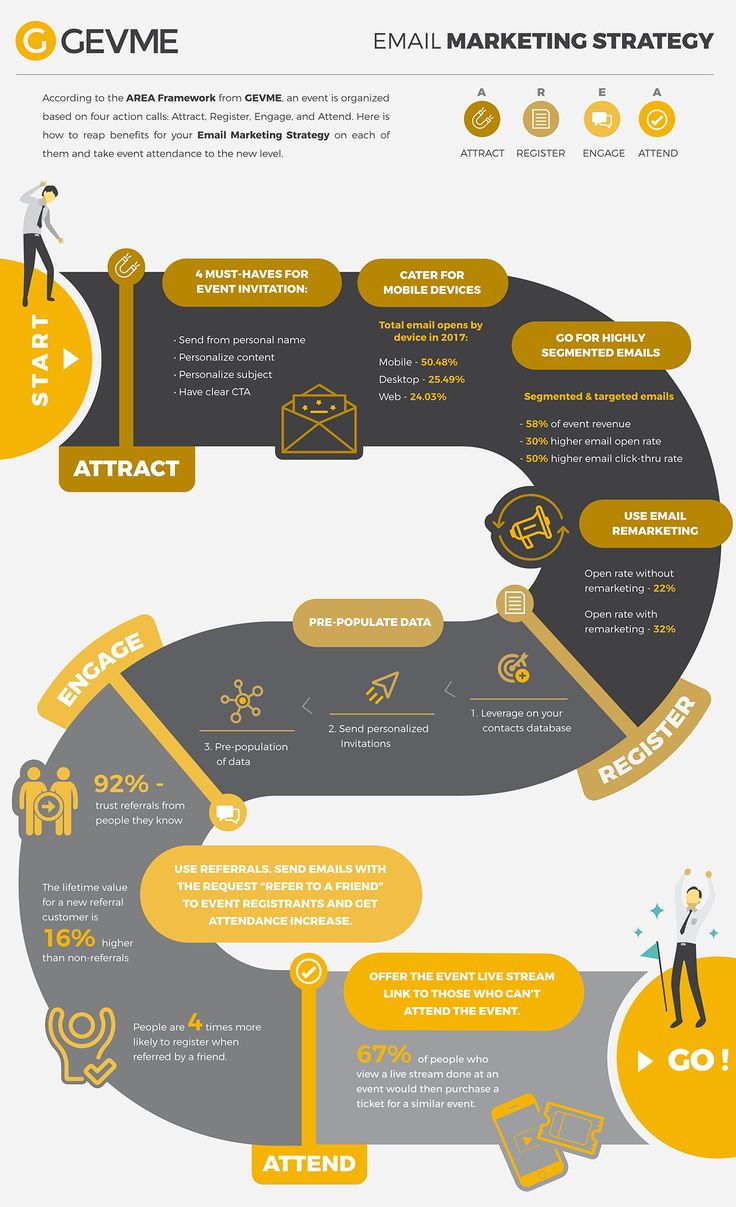 G GEVME
EMAIL MARKETING STRATEGY
According to the AREA Framework from GEVME, an event is organized
based on four action calls: Attract, Register, Engage, and Attend. Here is
how to reap benefits for your Email Marketing Strategy on each of
them and take event attendance to the new level.
A R E A
ATTRACT REGISTER ENGAGE ATTEND
START
ATTRACT
4 MUST-HAVES FOR
EVENT INVITATION:
• Send from personal name
• Personalize content
• Personalize subject
• Have clear CTA
CATER FOR
MOBILE DEVICES
Total email opens by
device in 2017:
Mobile - 50.48%
Desktop - 25.49%
Web - 24.03%
GO FOR HIGHLY
SEGMENTED EMAILS
Segmented & targeted emails
- 58% of event revenue
- 30% higher email open rate
- 50% higher email click-thru rate
USE EMAIL
REMARKETING
Open rate without
remarketing - 22%
Open rate with
remarketing - 32%
REGISTER
PRE-POPULATE DATA
1. Leverage on your
contacts database
2. Send personalized
Invitations
3. Pre-population
of data
ENGAGE
92% -
trust referrals from
people they know
USE REFERRALS. SEND EMAILS WITH
THE REQUEST “REFER TO A FRIEND”
TO EVENT REGISTRANTS AND GET
ATTENDANCE INCREASE.
The lifetime value
for a new referral
customer is
16% higher
than non-referrals
People are 4 times more
likely to register when
referred by a friend.
ATTEND
OFFER THE EVENT LIVE STREAM
LINK TO THOSE WHO CAN'T
ATTEND THE EVENT.
67% of people who
view a live stream done at an
event would then purchase a
ticket for a similar event.
GO !